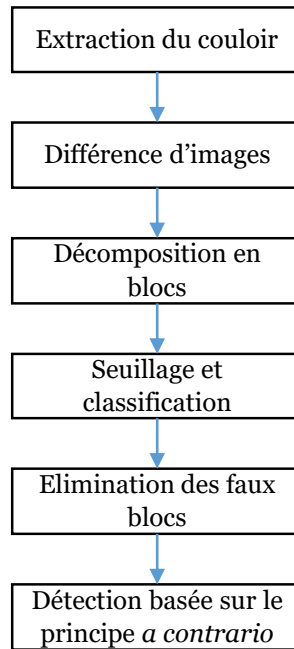 Extraction du couloir
Différence d'images
Décomposition en
blocs
Seuillage et
classification
Elimination des faux
blocs
Détection basée sur le
principe a contrario